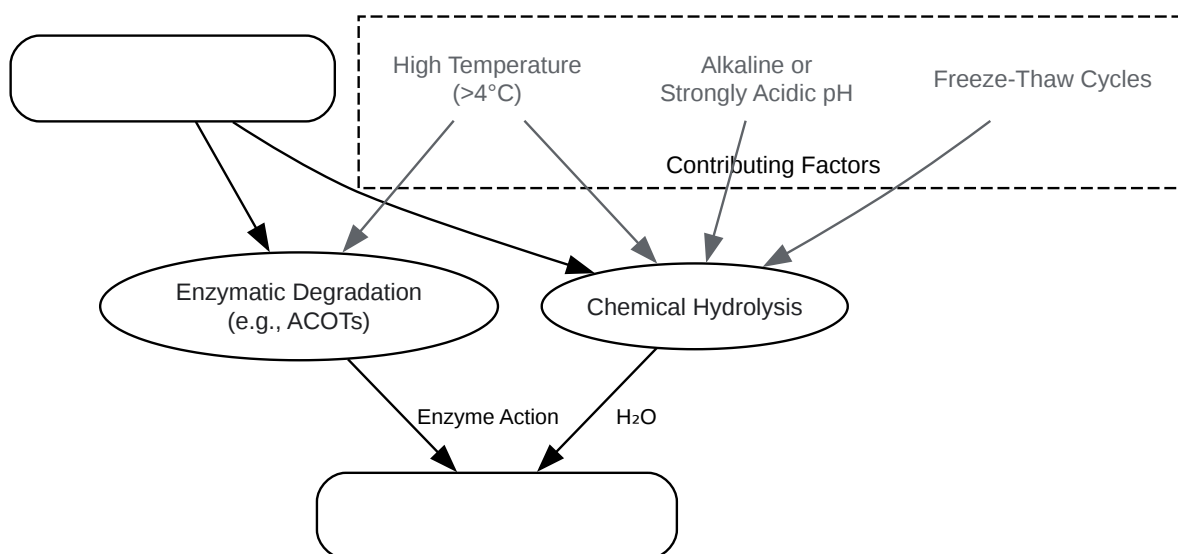 High Temperature
(>4°C)
Alkaline or
Strongly Acidic pH
Freeze-Thaw Cycles
Contributing Factors
Enzymatic Degradation
(e.g., ACOTs)
Chemical Hydrolysis
Enzyme Action
H₂O